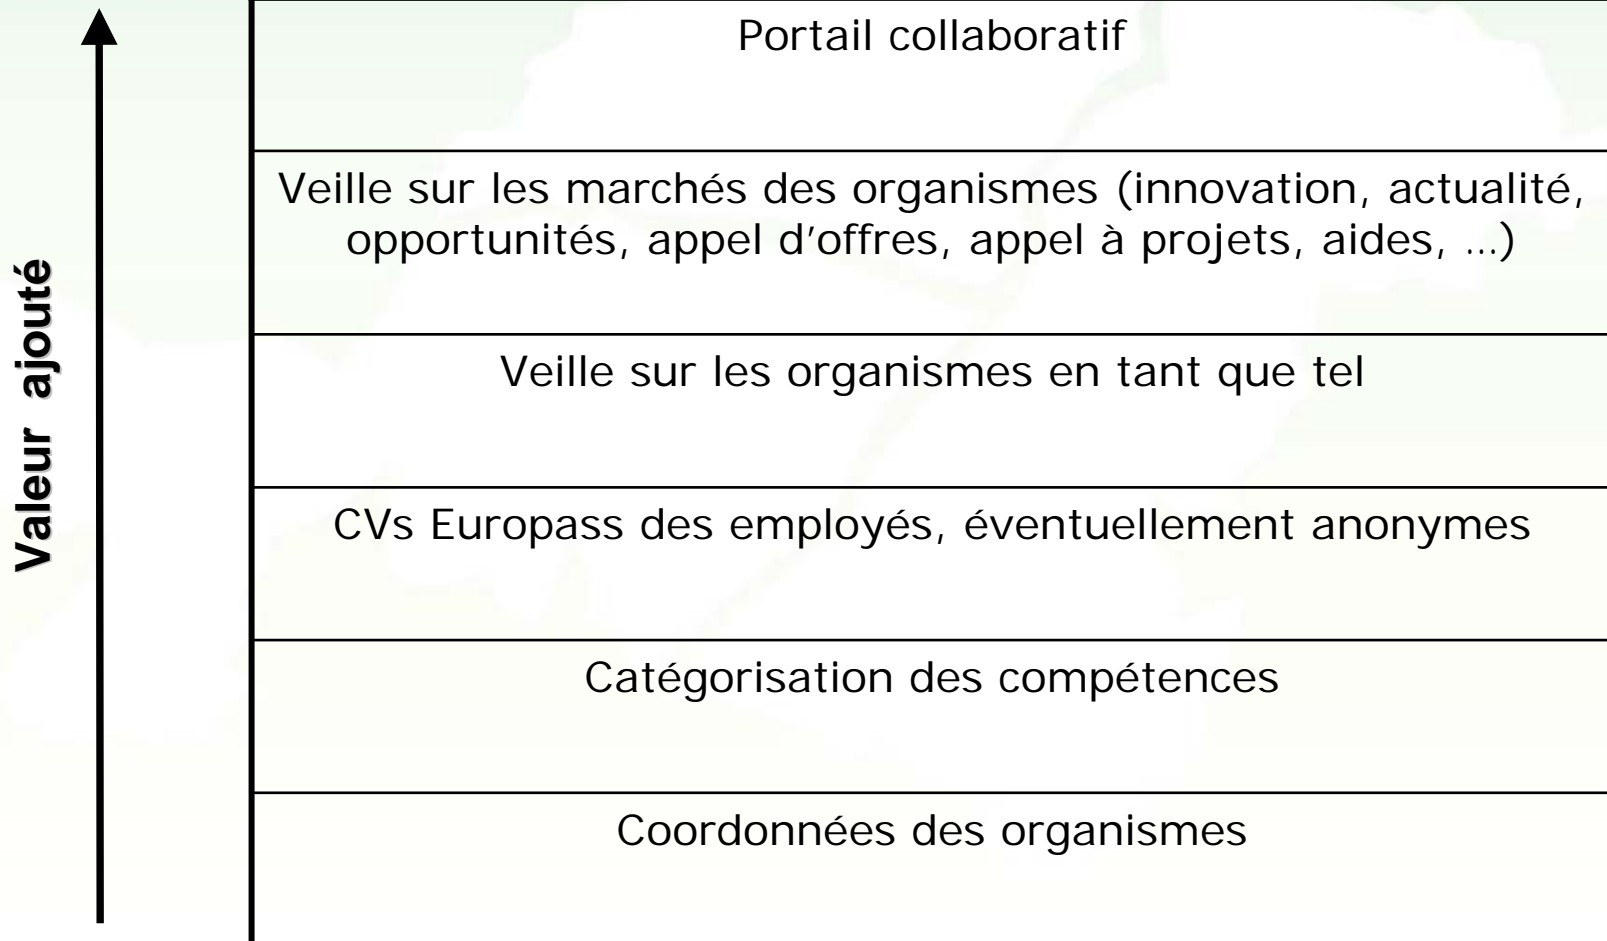 Portail collaboratif
Veille sur les marchés des organismes (innovation, actualité,
opportunités, appel d'offres, appel à projets, aides, …)
Veille sur les organismes en tant que tel
CVs Europass des employés, éventuellement anonymes
Catégorisation des compétences
Coordonnées des organismes
Valeur ajouté